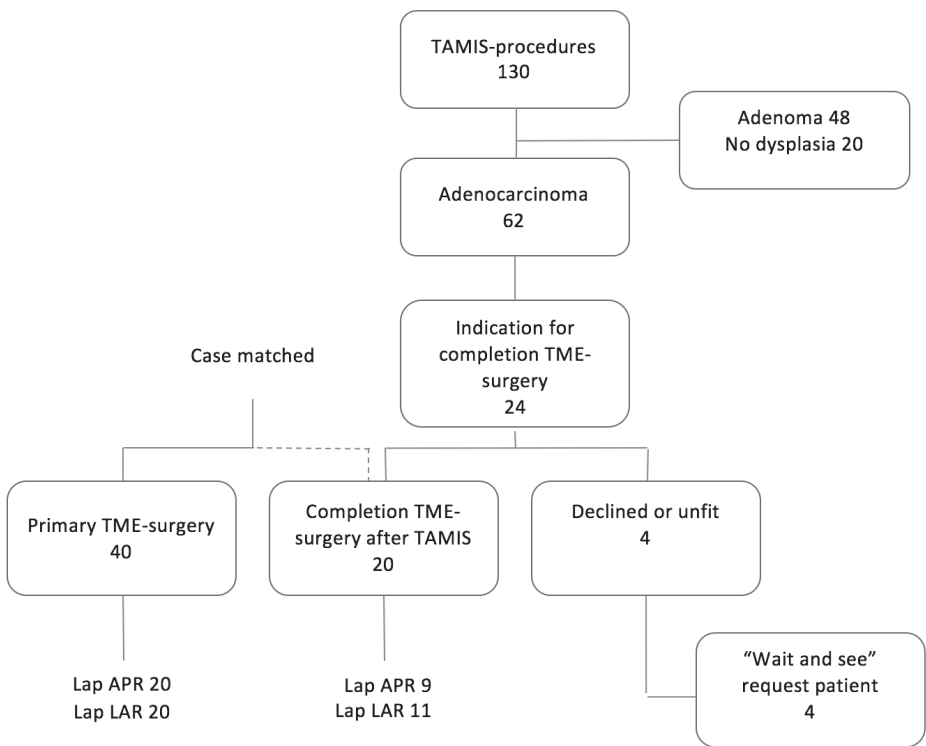 TAMIS-procedures
130
Adenoma 48
No dysplasia 20
Adenocarcinoma
62
Indication for
completion TME-
surgery
24
Case matched
Primary TME-surgery
40
Completion TME-
surgery after TAMIS
20
Declined or unfit
4
Lap APR 20
Lap LAR 20
Lap APR 9
Lap LAR 11
“Wait and see”
request patient
4